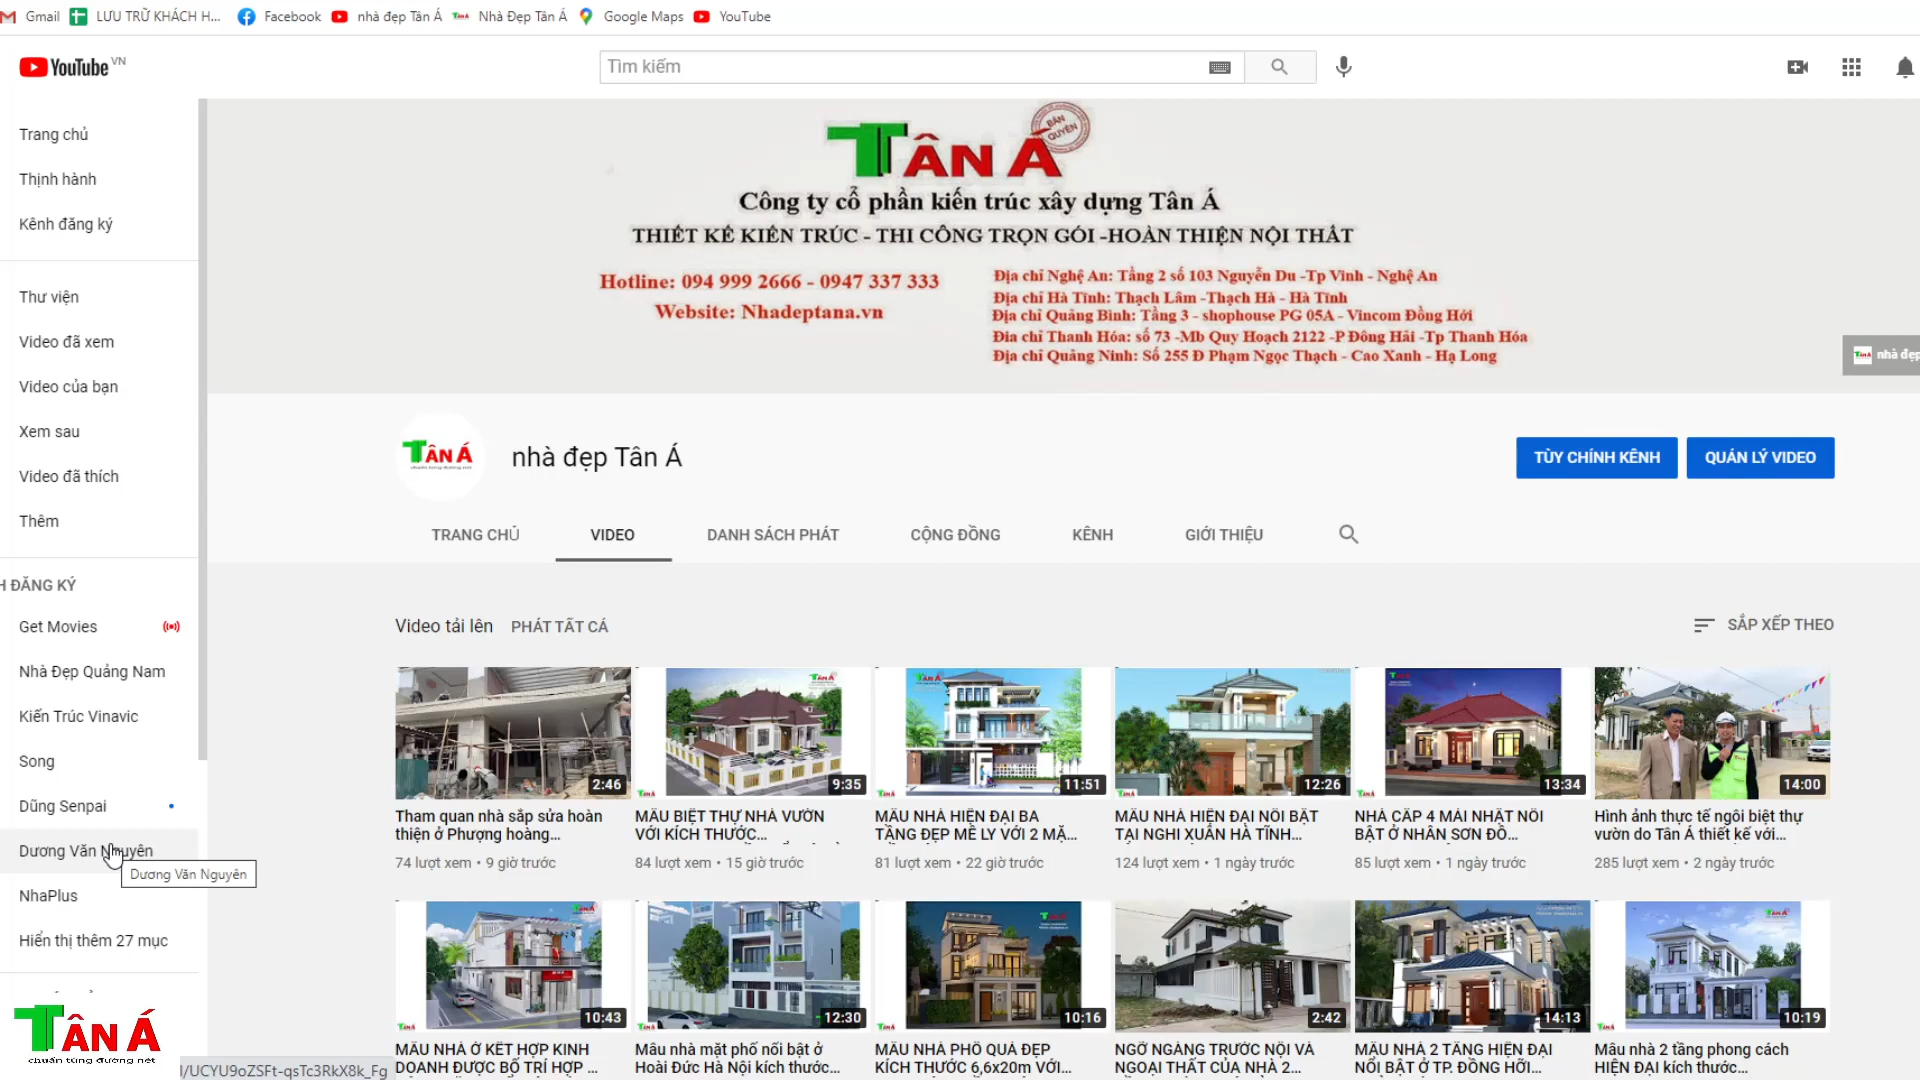 Gmail
LƯU TRỮ KHÁCH H...
Facebook
nhà đẹp Tân Á
Nhà Đẹp Tân Á
Google Maps
YouTube
YouTube VN
Tìm kiếm
Trang chủ
Thịnh hành
Kênh đăng ký
Thư viện
Video đã xem
Video của bạn
Xem sau
Video đã thích
Thêm
H ĐĂNG KÝ
Get Movies
Nhà Đẹp Quảng Nam
Kiến Trúc Vinavic
Song
Dũng Senpai
Dương Văn Nguyên
Dương Văn Nguyên
NhaPlus
Hiển thị thêm 27 mục
TÂN Á
chuẩn từng đường nét
/UCYU9oZSFt-qsTc3RkX8k_Fg
TÂN Á
BẢN QUYỀN
Công ty cổ phần kiến trúc xây dựng Tân Á
THIẾT KẾ KIẾN TRÚC - THI CÔNG TRỌN GÓI -HOÀN THIỆN NỘI THẤT
Hotline: 094 999 2666 - 0947 337 333
Website: Nhadeptana.vn
Địa chỉ Nghệ An: Tầng 2 số 103 Nguyễn Du -Tp Vinh - Nghệ An
Địa chỉ Hà Tĩnh: Thạch Lâm -Thạch Hà - Hà Tĩnh
Địa chỉ Quảng Bình: Tầng 3 - shophouse PG 05A - Vincom Đồng Hới
Địa chỉ Thanh Hóa: số 73 -Mb Quy Hoạch 2122 -P Đông Hải -Tp Thanh Hóa
Địa chỉ Quảng Ninh: Số 255 Đ Phạm Ngọc Thạch - Cao Xanh - Hạ Long
nhà đẹp
TÂN Á
nhà đẹp Tân Á
TÙY CHỈNH KÊNH
QUẢN LÝ VIDEO
TRANG CHỦ
VIDEO
DANH SÁCH PHÁT
CỘNG ĐỒNG
KÊNH
GIỚI THIỆU
Video tải lên
PHÁT TẤT CẢ
SẮP XẾP THEO
2:46
9:35
11:51
12:26
13:34
14:00
Tham quan nhà sắp sửa hoàn
thiện ở Phượng hoàng...
74 lượt xem • 9 giờ trước
MẪU BIỆT THỰ NHÀ VƯỜN
VỚI KÍCH THƯỚC...
84 lượt xem • 15 giờ trước
MẪU NHÀ HIỆN ĐẠI BA
TẦNG ĐẸP MÊ LY VỚI 2 MẶ...
81 lượt xem • 22 giờ trước
MẪU NHÀ HIỆN ĐẠI NỔI BẬT
TẠI NGHI XUÂN HÀ TĨNH...
124 lượt xem • 1 ngày trước
NHÀ CẤP 4 MÁI NHẬT NỔI
BẬT Ở NHÂN SƠN ĐÔ...
85 lượt xem • 1 ngày trước
Hình ảnh thực tế ngôi biệt thự
vườn do Tân Á thiết kế với...
285 lượt xem • 2 ngày trước
10:43
12:30
10:16
2:42
14:13
10:19
MẪU NHÀ Ở KẾT HỢP KINH
DOANH ĐƯỢC BỐ TRÍ HỢP ...
Mẫu nhà mặt phố nổi bật ở
Hoài Đức Hà Nội kích thước...
MẪU NHÀ PHỐ QUÁ ĐẸP
KÍCH THƯỚC 6,6x20m VỚI...
NGỠ NGÀNG TRƯỚC NỘI VÀ
NGOẠI THẤT CỦA NHÀ 2...
MẪU NHÀ 2 TẦNG HIỆN ĐẠI
NỔI BẬT Ở TP. ĐỒNG HỚI...
Mẫu nhà 2 tầng phong cách
HIỆN ĐẠI kích thước...